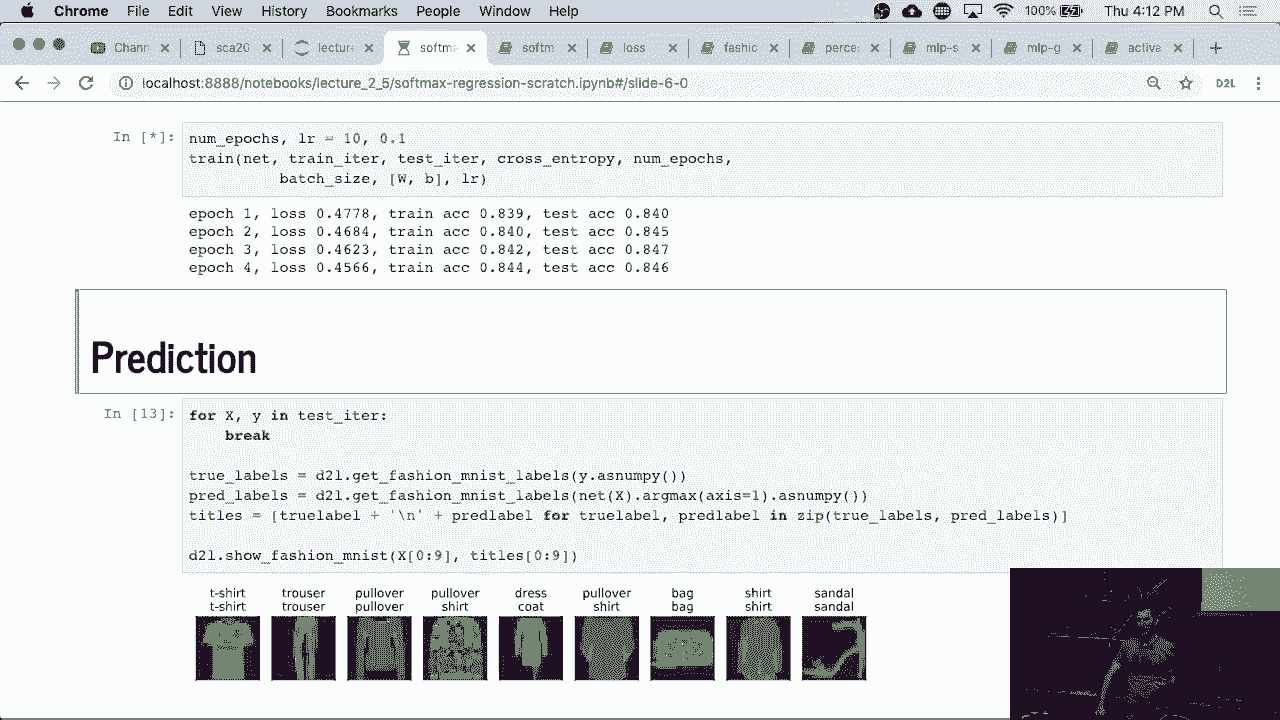 Chrome File Edit View History Bookmarks People Window Help 100% Thu 4:12 PM
Chann sca20 lecture softma softm loss fashic perce mlp-s mlp-g active
localhost:8888/notebooks/lecture_2_5/softmax-regression-scratch.ipynb#/slide-6-0 D2L
In [*]: num_epochs, lr = 10, 0.1
train(net, train_iter, test_iter, cross_entropy, num_epochs,
batch_size, [W, b], lr)
epoch 1, loss 0.4778, train acc 0.839, test acc 0.840
epoch 2, loss 0.4684, train acc 0.840, test acc 0.845
epoch 3, loss 0.4623, train acc 0.842, test acc 0.847
epoch 4, loss 0.4566, train acc 0.844, test acc 0.846
Prediction
In [13]: for X, y in test_iter:
break
true_labels = d2l.get_fashion_mnist_labels(y.asnumpy())
pred_labels = d2l.get_fashion_mnist_labels(net(X).argmax(axis=1).asnumpy())
titles = [truelabel + '\n' + predlabel for truelabel, predlabel in zip(true_labels, pred_labels)]
d2l.show_fashion_mnist(X[0:9], titles[0:9])
t-shirt trouser pullover pullover dress pullover bag shirt sandal
t-shirt trouser pullover shirt coat shirt bag shirt sandal